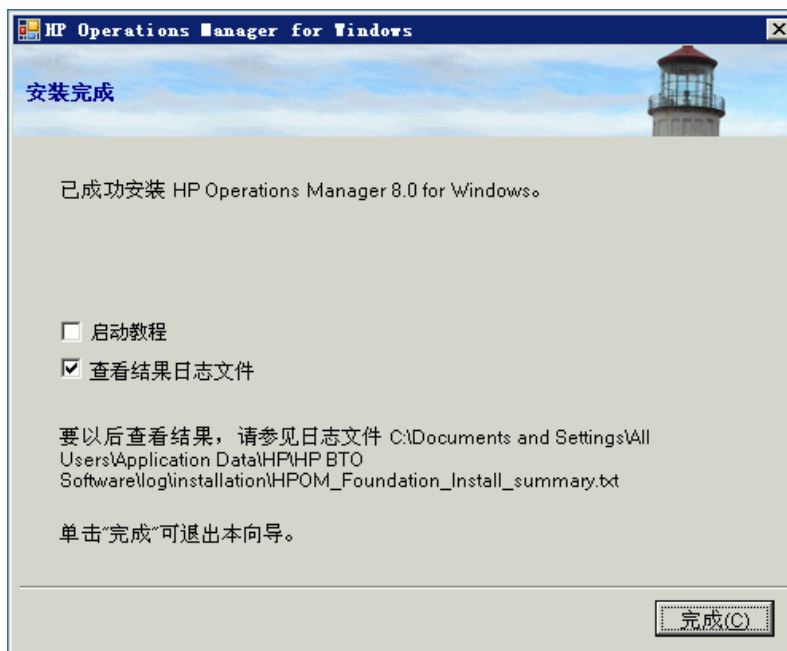 HP Operations Manager for Windows
安装完成
已成功安装 HP Operations Manager 8.0 for Windows。
启动教程
查看结果日志文件
要以后查看结果，请参见日志文件 C:\Documents and Settings\All
Users\Application Data\HP\HP BTO
Software\log\installation\HPOM_Foundation_Install_summary.txt
单击“完成”可退出本向导。
完成(C)